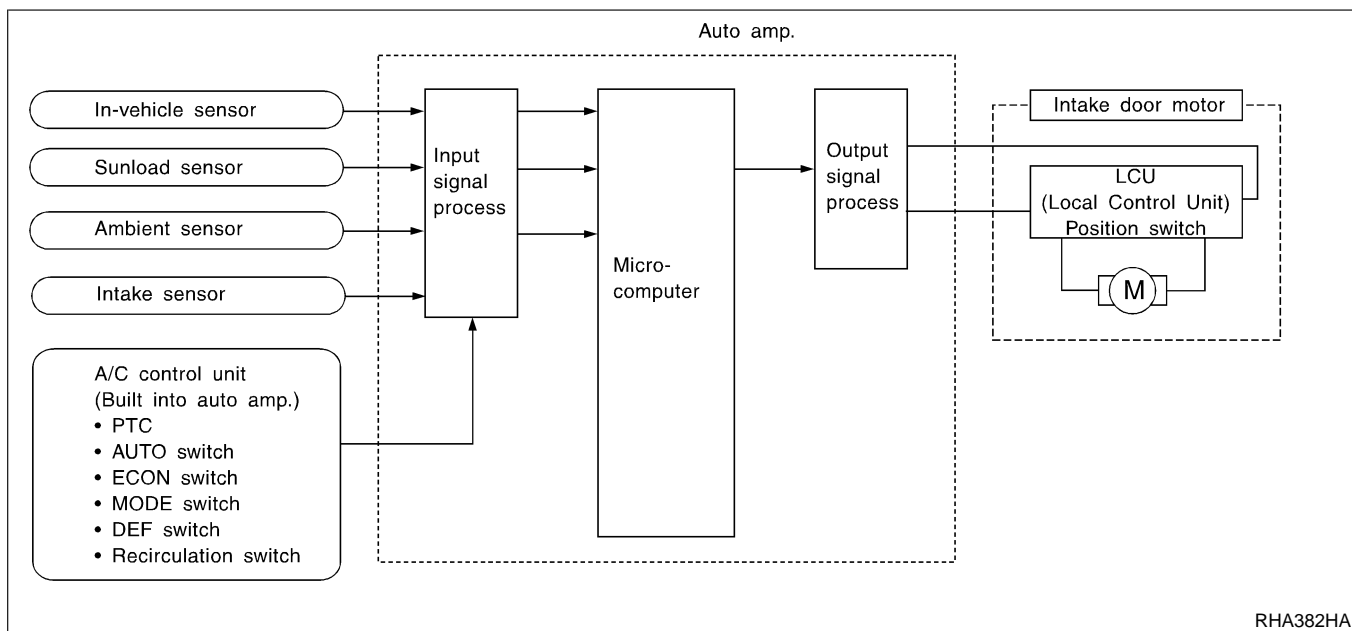 Auto amp.
In-vehicle sensor
Sunload sensor
Ambient sensor
Intake sensor
A/C control unit
(Built into auto amp.)
• PTC
• AUTO switch
• ECON switch
• MODE switch
• DEF switch
• Recirculation switch
Input
signal
process
Micro-
computer
Output
signal
process
Intake door motor
LCU
(Local Control Unit)
Position switch
M
RHA382HA